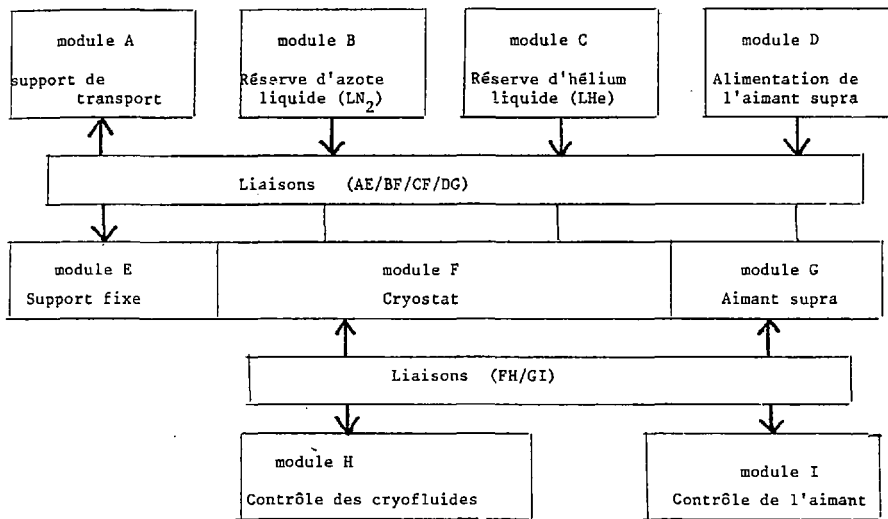 module A
support de
transport
module B
Réserve d'azote
liquide (LN2)
module C
Réserve d'hélium
liquide (LHe)
module D
Alimentation de
l'aimant supra
Liaisons (AE/BF/CF/DG)
module E
Support fixe
module F
Cryostat
module G
Aimant supra
Liaisons (FH/GI)
module H
Contrôle des cryofluides
module I
Contrôle de l'aimant